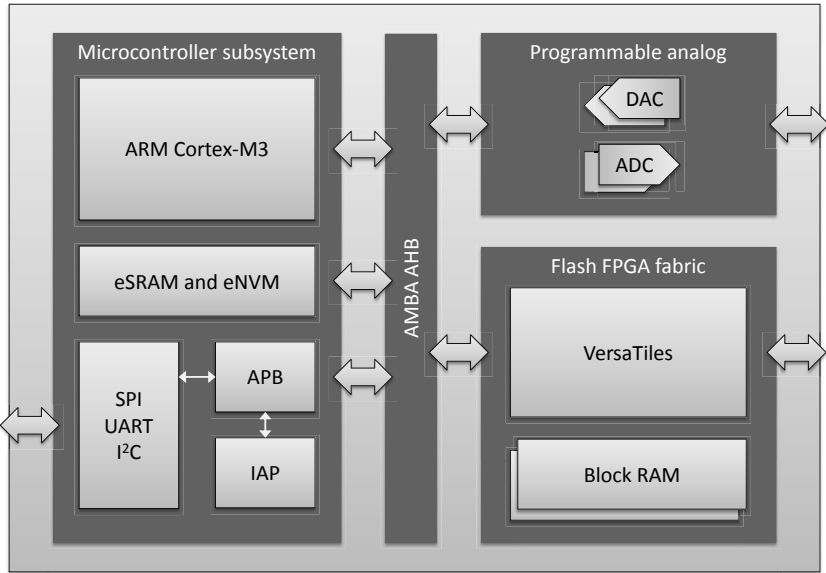 Microcontroller subsystem
ARM Cortex-M3
eSRAM and eNVM
SPI
UART
I²C
APB
IAP
AMBA AHB
Programmable analog
DAC
ADC
Flash FPGA fabric
VersaTiles
Block RAM